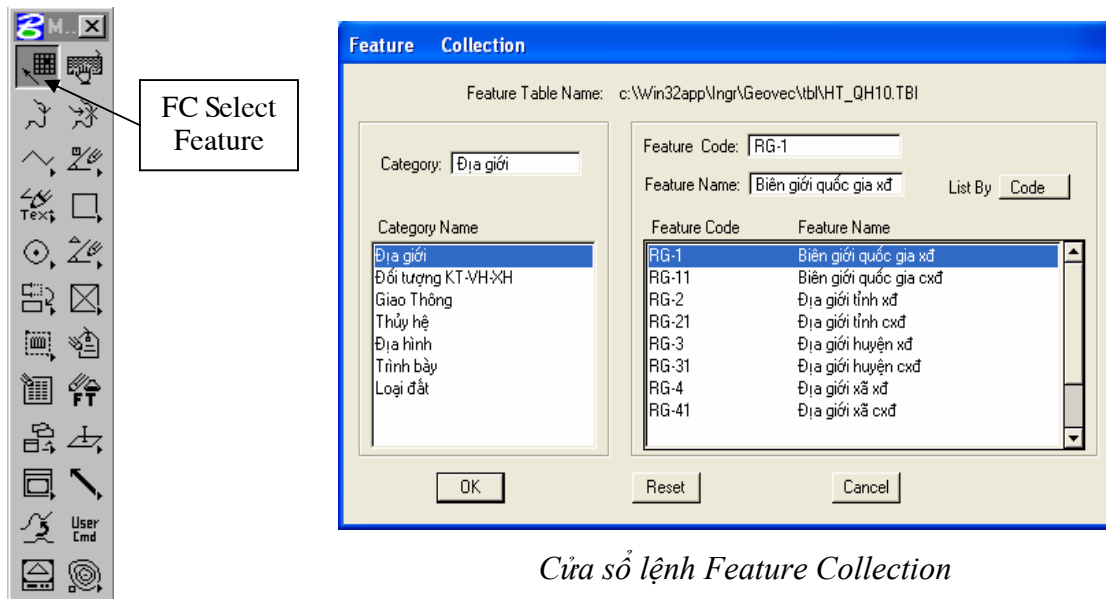 M..
FC Select
Feature
Text
FT
User
Cmd
Feature Collection
Feature Table Name: c:\Win32app\Ingr\Geovec\tbl\HT_QH10.TBl
Category: Địa giới
Category Name
Địa giới
Đối tượng KT-VH-XH
Giao Thông
Thủy hệ
Địa hình
Trình bày
Loại đất
Feature Code: RG-1
Feature Name: Biên giới quốc gia xđ
List By Code
Feature Code Feature Name
RG-1 Biên giới quốc gia xđ
RG-11 Biên giới quốc gia cxđ
RG-2 Địa giới tỉnh xđ
RG-21 Địa giới tỉnh cxđ
RG-3 Địa giới huyện xđ
RG-31 Địa giới huyện cxđ
RG-4 Địa giới xã xđ
RG-41 Địa giới xã cxđ
OK Reset Cancel
Cửa sổ lệnh Feature Collection